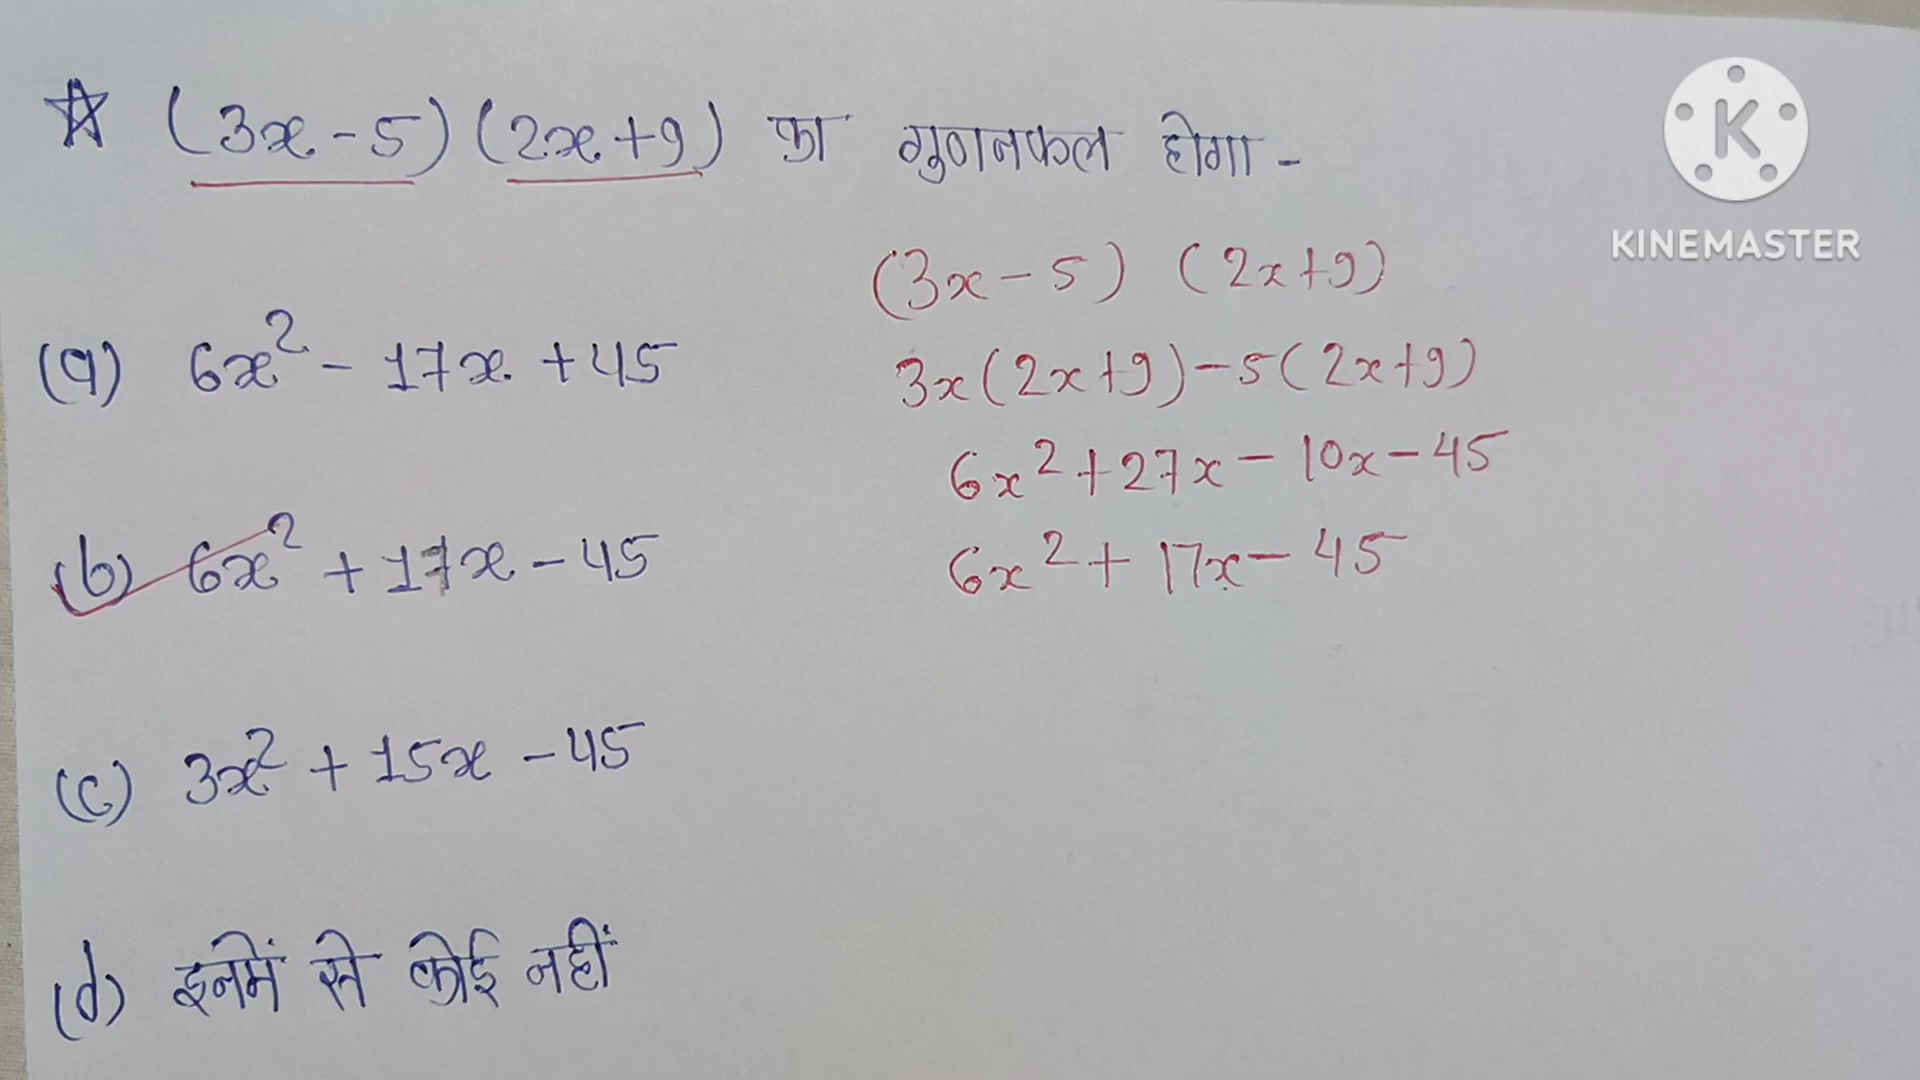 ☆ (3x-5)(2x+9) का गुणनफल होगा -
(a) 6x² - 17x + 45
(b) 6x² + 17x - 45
(c) 3x² + 15x - 45
(d) इनमें से कोई नहीं
(3x-5) (2x+9)
3x(2x+9)-5(2x+9)
6x²+27x-10x-45
6x²+17x-45
K
KINEMASTER